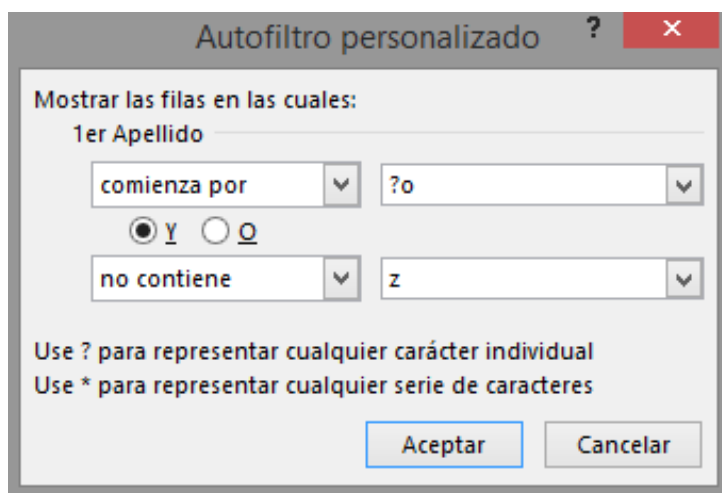 Autofiltro personalizado ?
Mostrar las filas en las cuales:
1er Apellido
comienza por ?o
Y O
no contiene z
Use ? para representar cualquier carácter individual
Use * para representar cualquier serie de caracteres
Aceptar Cancelar